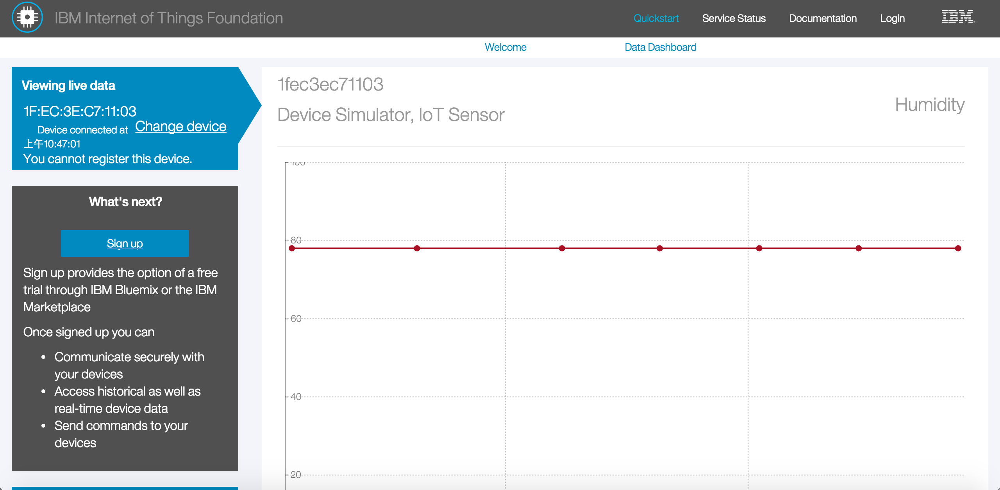 IBM Internet of Things Foundation
Quickstart
Service Status
Documentation
Login
IBM
Welcome
Data Dashboard
Viewing live data
1F:EC:3E:C7:11:03
Device connected at Change device
上午10:47:01
You cannot register this device.
What's next?
Sign up
Sign up provides the option of a free
trial through IBM Bluemix or the IBM
Marketplace
Once signed up you can
• Communicate securely with
your devices
• Access historical as well as
real-time device data
• Send commands to your
devices
1fec3ec71103
Device Simulator, IoT Sensor
Humidity
100
80
60
40
20